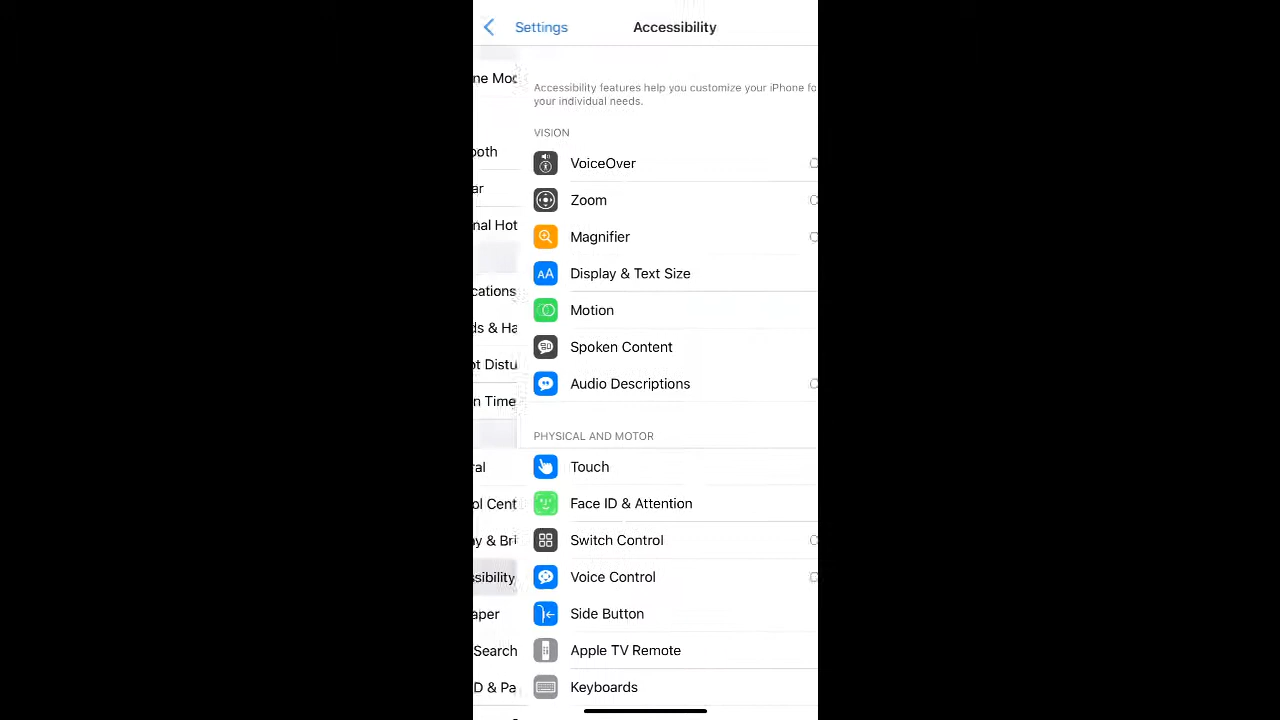 Settings
Accessibility
ne Mod
ooth
ar
nal Hot
cations
ds & Ha
ot Distu
n Time
ral
ol Cent
ay & Bri
ssibility
aper
Search
D & Pa
Accessibility features help you customize your iPhone fo
your individual needs.
VISION
VoiceOver
Zoom
Magnifier
Display & Text Size
Motion
Spoken Content
Audio Descriptions
PHYSICAL AND MOTOR
Touch
Face ID & Attention
Switch Control
Voice Control
Side Button
Apple TV Remote
Keyboards